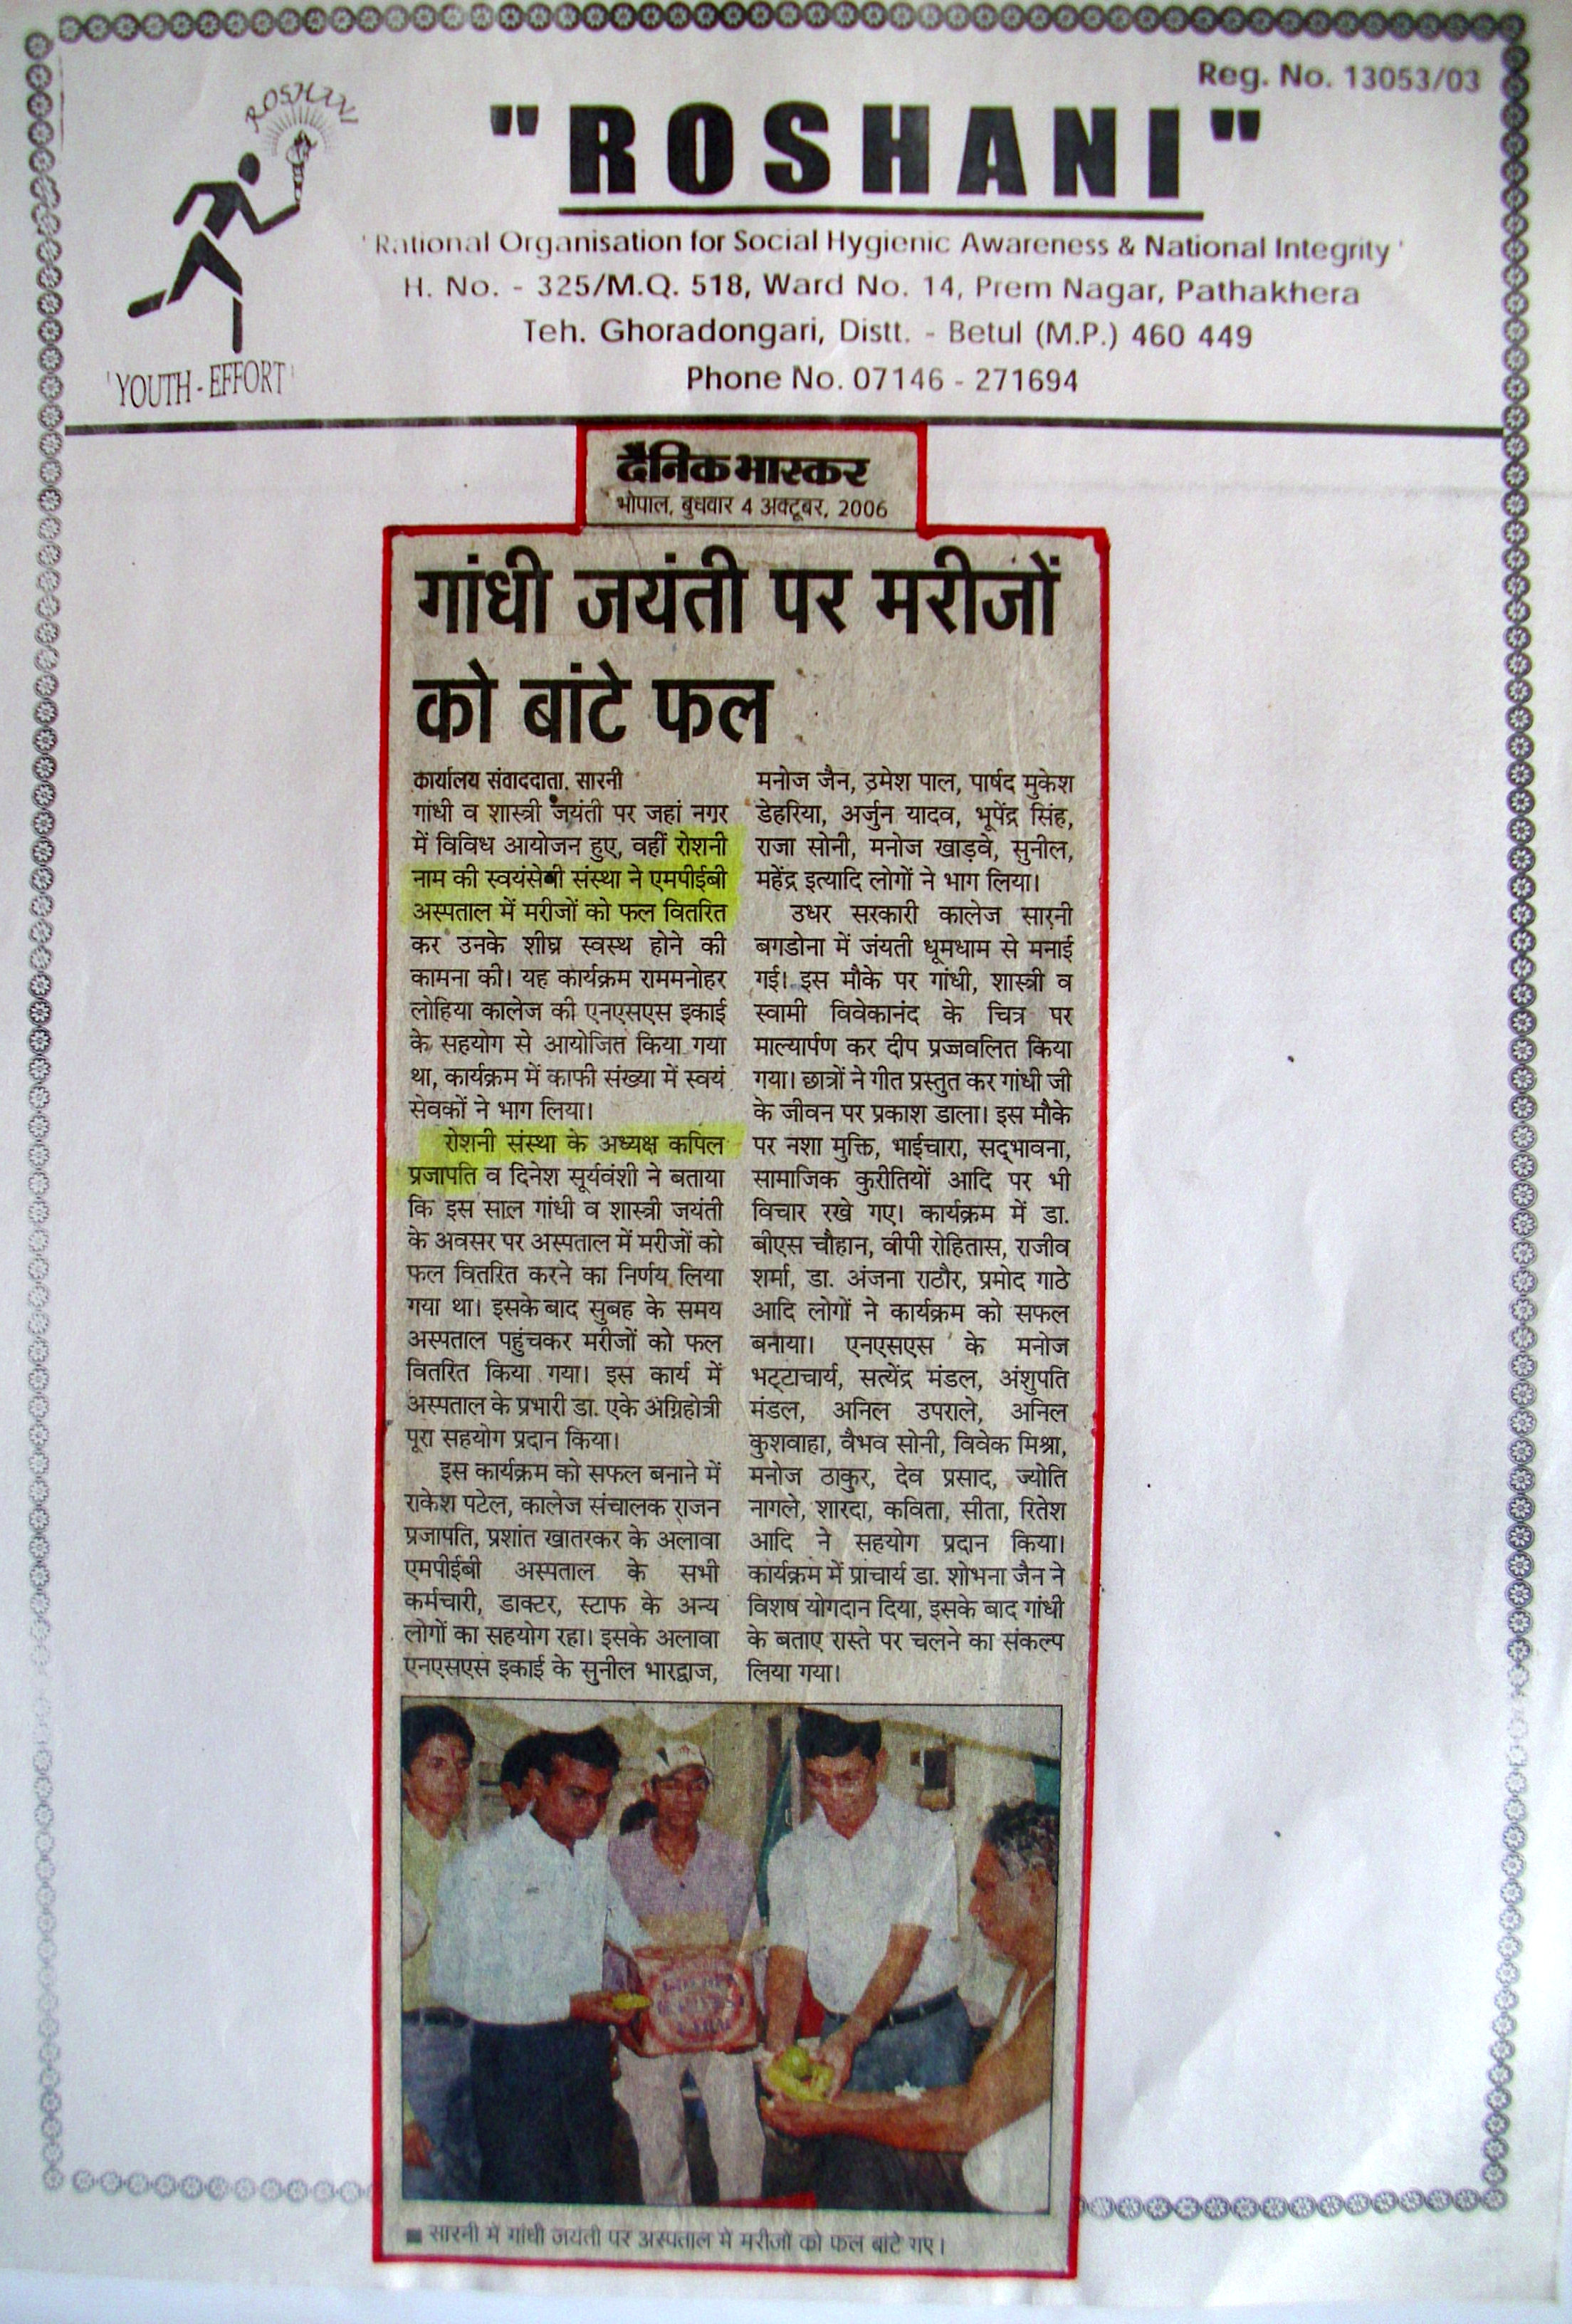 Reg. No. 13053/03
ROSHANI
"ROSHANI"
'Rational Organisation for Social Hygienic Awareness & National Integrity'
H. No. - 325/M.Q. 518, Ward No. 14, Prem Nagar, Pathakhera
Teh. Ghoradongari, Distt. - Betul (M.P.) 460 449
Phone No. 07146 - 271694
'YOUTH-EFFORT'
दैनिक भास्कर
भोपाल, बुधवार 4 अक्टूबर, 2006
गांधी जयंती पर मरीजों
को बांटे फल
कार्यालय संवाददाता. सारनी
गांधी व शास्त्री जयंती पर जहां नगर
में विविध आयोजन हुए, वहीं रोशनी
नाम की स्वयंसेवी संस्था ने एमपीईबी
अस्पताल में मरीजों को फल वितरित
कर उनके शीघ्र स्वस्थ होने की
कामना की। यह कार्यक्रम राममनोहर
लोहिया कालेज की एनएसएस इकाई
के सहयोग से आयोजित किया गया
था, कार्यक्रम में काफी संख्या में स्वयं
सेवकों ने भाग लिया।
रोशनी संस्था के अध्यक्ष कपिल
प्रजापति व दिनेश सूर्यवंशी ने बताया
कि इस साल गांधी व शास्त्री जयंती
के अवसर पर अस्पताल में मरीजों को
फल वितरित करने का निर्णय लिया
गया था। इसके बाद सुबह के समय
अस्पताल पहुंचकर मरीजों को फल
वितरित किया गया। इस कार्य में
अस्पताल के प्रभारी डा. एके अग्निहोत्री
पूरा सहयोग प्रदान किया।
इस कार्यक्रम को सफल बनाने में
राकेश पटेल, कालेज संचालक राजन
प्रजापति, प्रशांत खातरकर के अलावा
एमपीईबी अस्पताल के सभी
कर्मचारी, डाक्टर, स्टाफ के अन्य
लोगों का सहयोग रहा। इसके अलावा
एनएसएस इकाई के सुनील भारद्वाज,
मनोज जैन, उमेश पाल, पार्षद मुकेश
डेहरिया, अर्जुन यादव, भूपेंद्र सिंह,
राजा सोनी, मनोज खाड़वे, सुनील,
महेंद्र इत्यादि लोगों ने भाग लिया।
उधर सरकारी कालेज सारनी
बगडोना में जंयती धूमधाम से मनाई
गई। इस मौके पर गांधी, शास्त्री व
स्वामी विवेकानंद के चित्र पर
माल्यार्पण कर दीप प्रज्जवलित किया
गया। छात्रों ने गीत प्रस्तुत कर गांधी जी
के जीवन पर प्रकाश डाला। इस मौके
पर नशा मुक्ति, भाईचारा, सद्भावना,
सामाजिक कुरीतियों आदि पर भी
विचार रखे गए। कार्यक्रम में डा.
बीएस चौहान, वीपी रोहितास, राजीव
शर्मा, डा. अंजना राठौर, प्रमोद गाठे
आदि लोगों ने कार्यक्रम को सफल
बनाया। एनएसएस के मनोज
भट्टाचार्य, सत्येंद्र मंडल, अंशुपति
मंडल, अनिल उपराले, अनिल
कुशवाहा, वैभव सोनी, विवेक मिश्रा,
मनोज ठाकुर, देव प्रसाद, ज्योति
नागले, शारदा, कविता, सीता, रितेश
आदि ने सहयोग प्रदान किया।
कार्यक्रम में प्राचार्य डा. शोभना जैन ने
विशष योगदान दिया, इसके बाद गांधी
के बताए रास्ते पर चलने का संकल्प
लिया गया।
सारनी में गांधी जयंती पर अस्पताल में मरीजों को फल बांटे गए।